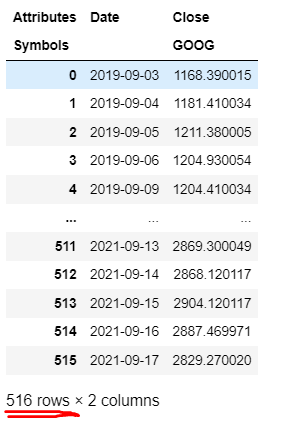 Attributes Date Close
Symbols GOOG
0 2019-09-03 1168.390015
1 2019-09-04 1181.410034
2 2019-09-05 1211.380005
3 2019-09-06 1204.930054
4 2019-09-09 1204.410034
... ... ...
511 2021-09-13 2869.300049
512 2021-09-14 2868.120117
513 2021-09-15 2904.120117
514 2021-09-16 2887.469971
515 2021-09-17 2829.270020
516 rows × 2 columns